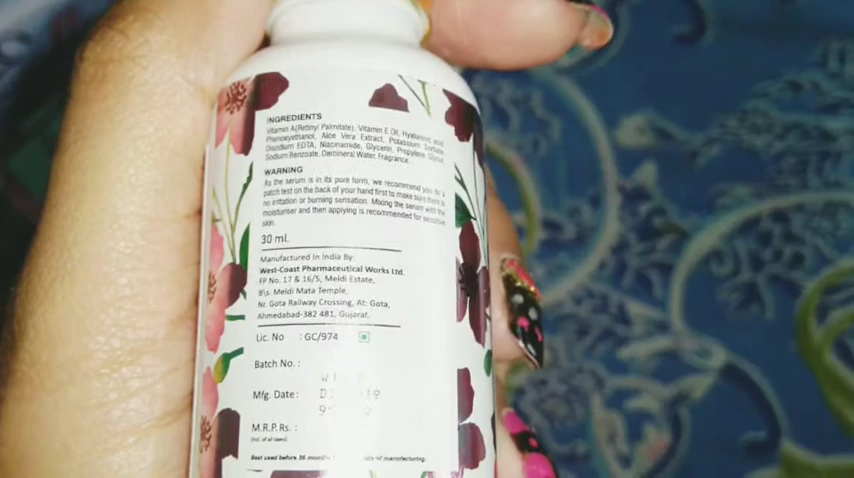 INGREDIENTS
Vitamin A(Retinyl Palmitate), Vitamin E Oil, Hyaluronic acid,
Phenoxyethanol, Aloe Vera Extract, Potassium Sorbate,
Disodium EDTA, Niacinamide, Glycerin, Propylene Glycol,
Sodium Benzoate, Demineral Water, Fragrance.
WARNING
As the serum is in its pure form, we recommend you do a
patch test on the back of your hand first to make sure there is
no irritation or burning sensation. Mixing the serum with the
moisturiser and then applying is recommended for sensitive
skin.
30 ml.
Manufactured In India By:
West-Coast Pharmaceutical Works Ltd.
FP No. 17 & 16/5, Meldi Estate,
B\s. Meldi Mata Temple,
Nr. Gota Railway Crossing, At: Gota,
Ahmedabad-382 481, Gujarat.
Lic. No : GC/974
Batch No. :
Mfg. Date :
M.R.P.Rs. :
(Incl. of all taxes)
Best used before 36 months of manufacturing.